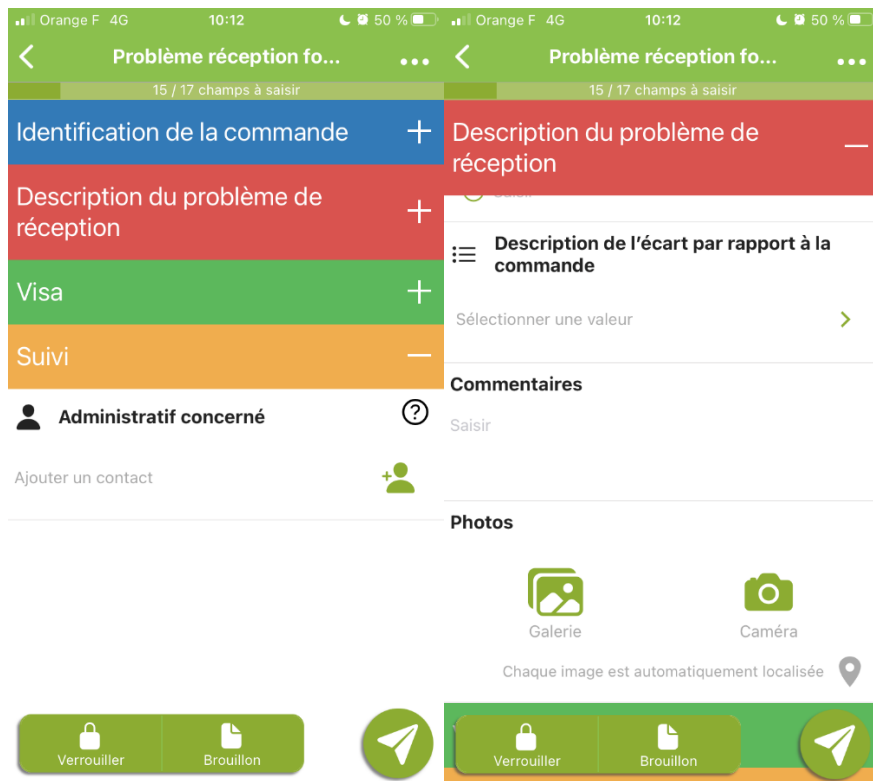 Orange F 4G 10:12 50 %
Problème réception fo...
15 / 17 champs à saisir
Identification de la commande
Description du problème de
réception
Visa
Suivi
Administratif concerné
Ajouter un contact
Verrouiller Brouillon
Orange F 4G 10:12 50 %
Problème réception fo...
15 / 17 champs à saisir
Description du problème de
réception
Description de l'écart par rapport à la
commande
Sélectionner une valeur
Commentaires
Saisir
Photos
Galerie Caméra
Chaque image est automatiquement localisée
Verrouiller Brouillon